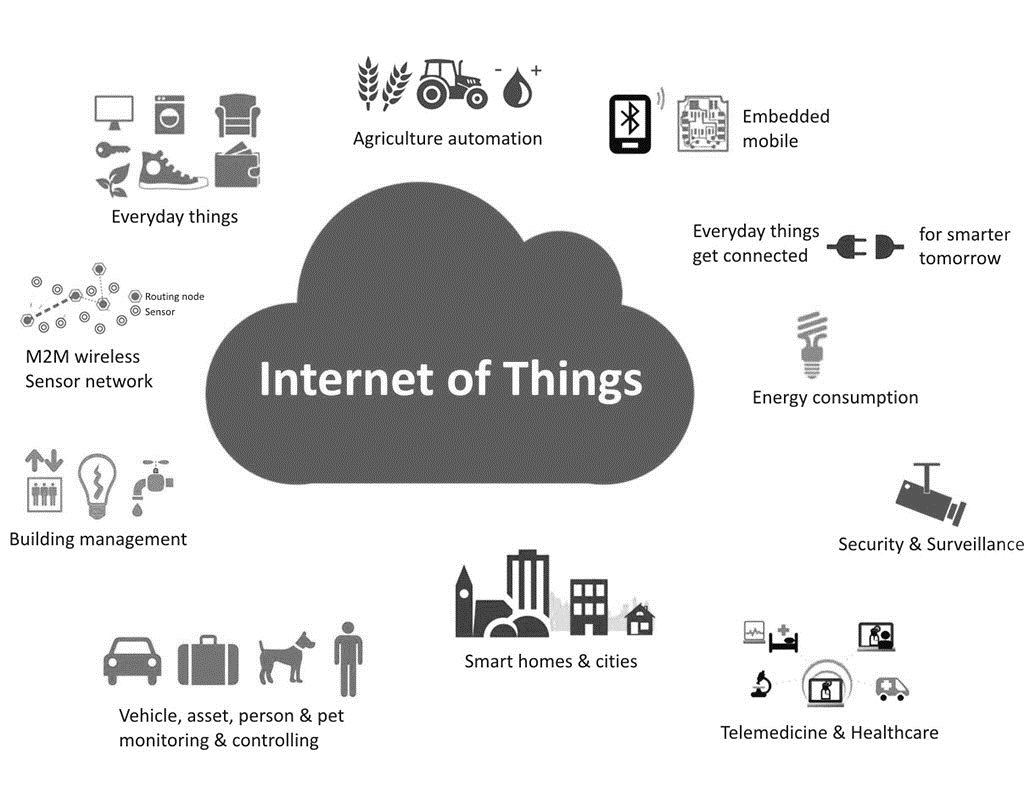 Agriculture automation
Embedded
mobile
Everyday things
Everyday things
get connected
for smarter
tomorrow
Routing node
Sensor
M2M wireless
Sensor network
Internet of Things
Energy consumption
Building management
Security & Surveillance
Smart homes & cities
Vehicle, asset, person & pet
monitoring & controlling
Telemedicine & Healthcare